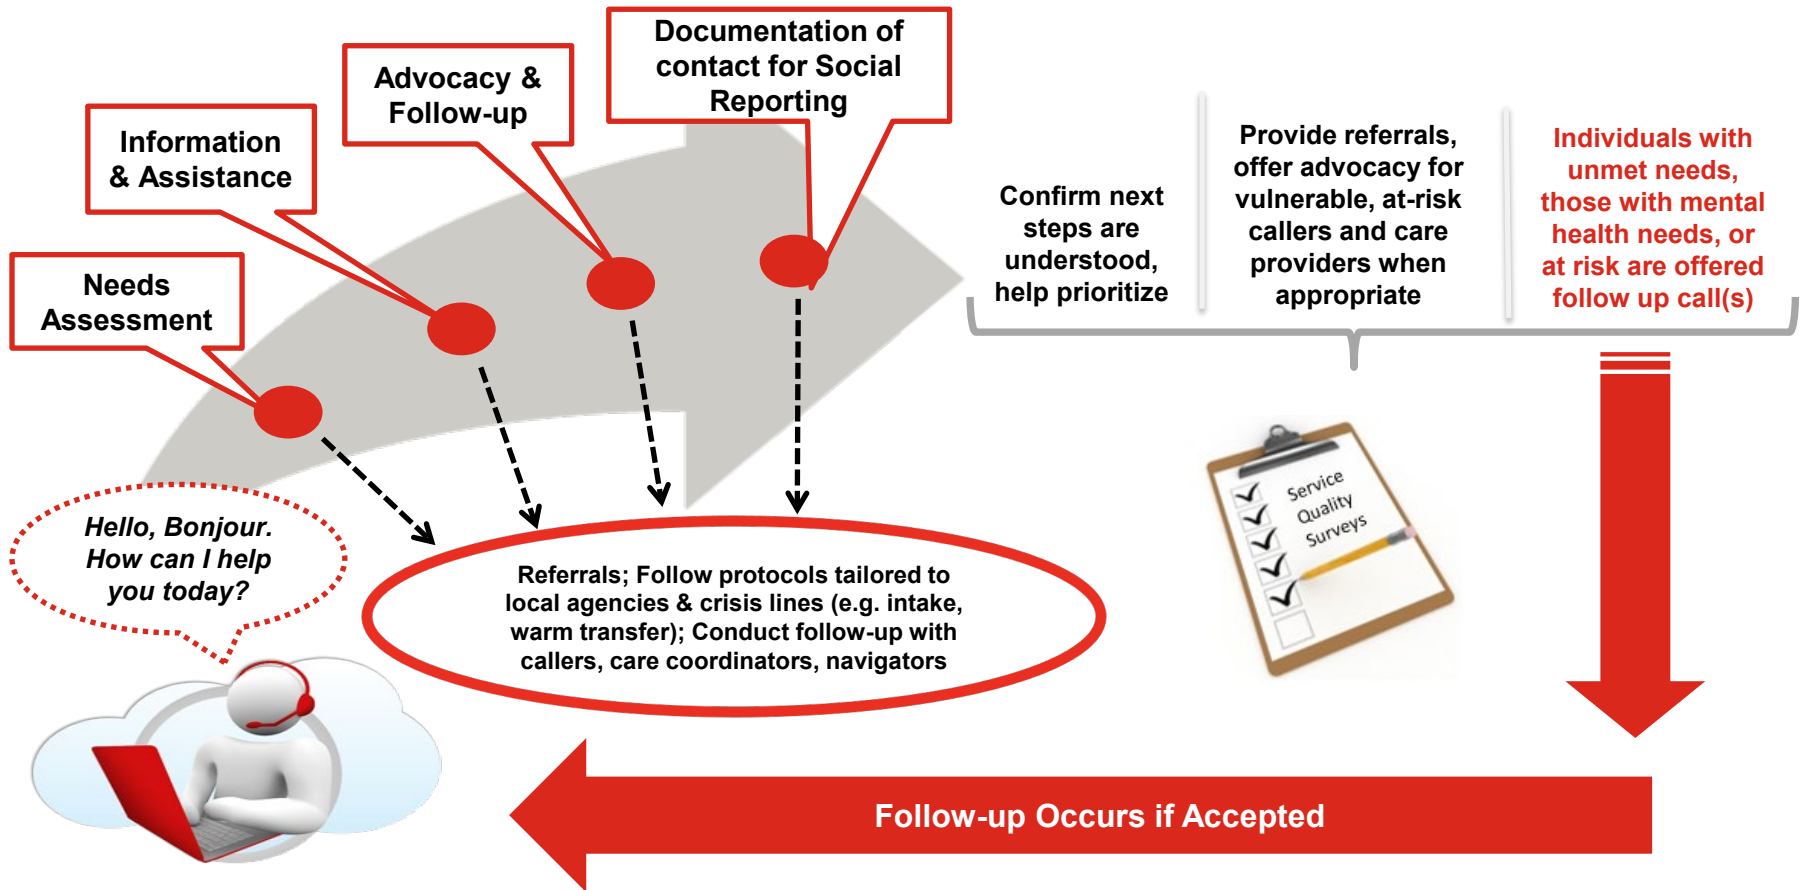 Documentation of
contact for Social
Reporting
Advocacy &
Follow-up
Information
& Assistance
Needs
Assessment
Hello, Bonjour.
How can I help
you today?
Referrals; Follow protocols tailored to
local agencies & crisis lines (e.g. intake,
warm transfer); Conduct follow-up with
callers, care coordinators, navigators
Confirm next
steps are
understood,
help prioritize
Provide referrals,
offer advocacy for
vulnerable, at-risk
callers and care
providers when
appropriate
Individuals with
unmet needs,
those with mental
health needs, or
at risk are offered
follow up call(s)
Service
Quality
Surveys
Follow-up Occurs if Accepted